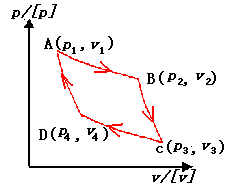 p/[p]
A(p₁, v₁)
B(p₂, v₂)
D(p₄, v₄)
c(p₃, v₃)
v/[v]